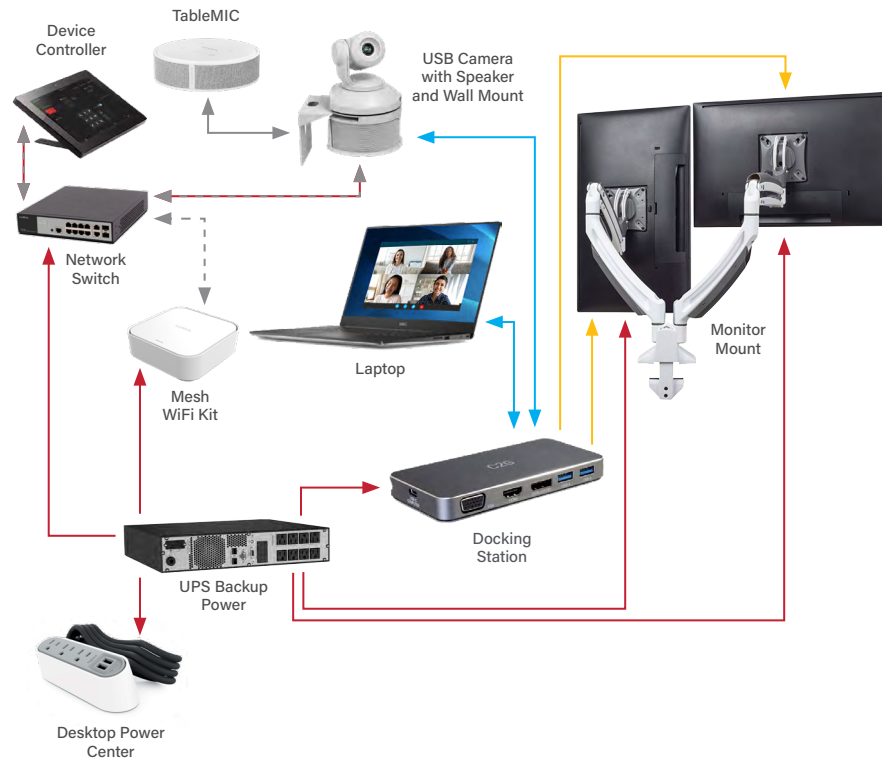 TableMIC
Device
Controller
USB Camera
with Speaker
and Wall Mount
Network
Switch
Mesh
WiFi Kit
Laptop
Monitor
Mount
C2G
Docking
Station
UPS Backup
Power
Desktop Power
Center